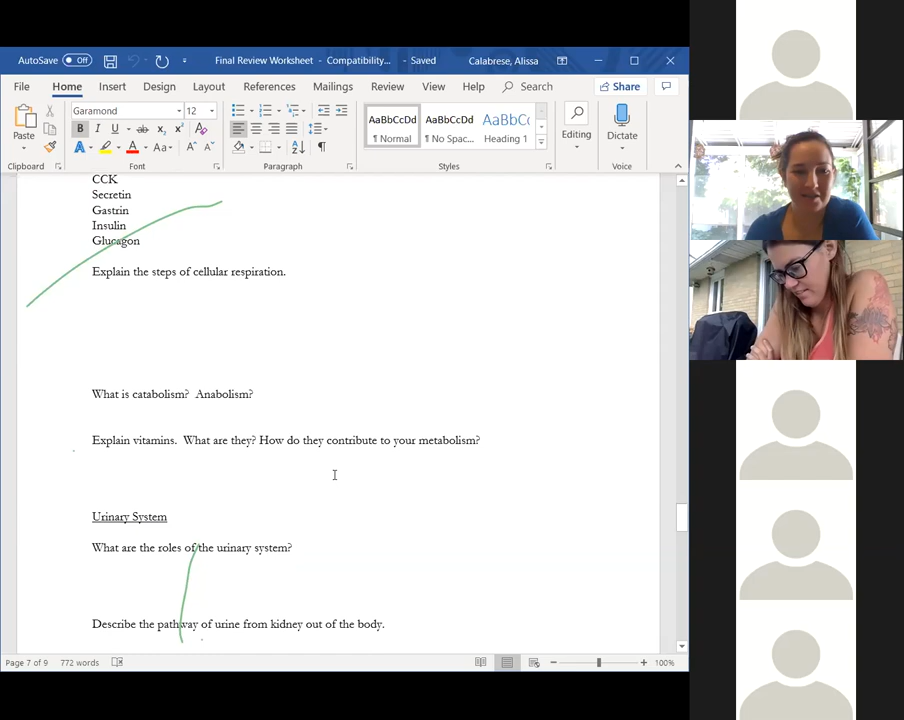 AutoSave Off Final Review Worksheet - Compatibility... - Saved Calabrese, Alissa
File Home Insert Design Layout References Mailings Review View Help Search Share
Paste Garamond 12 AaBbCcDd AaBbCcDd AaBbCc Editing Dictate
B I U ab x₂ x² A
A A Aa A A ¶ Normal ¶ No Spac... Heading 1
Clipboard Font Paragraph Styles Voice
CCK
Secretin
Gastrin
Insulin
Glucagon
Explain the steps of cellular respiration.
What is catabolism? Anabolism?
Explain vitamins. What are they? How do they contribute to your metabolism?
Urinary System
What are the roles of the urinary system?
Describe the pathway of urine from kidney out of the body.
Page 7 of 9 772 words 100%